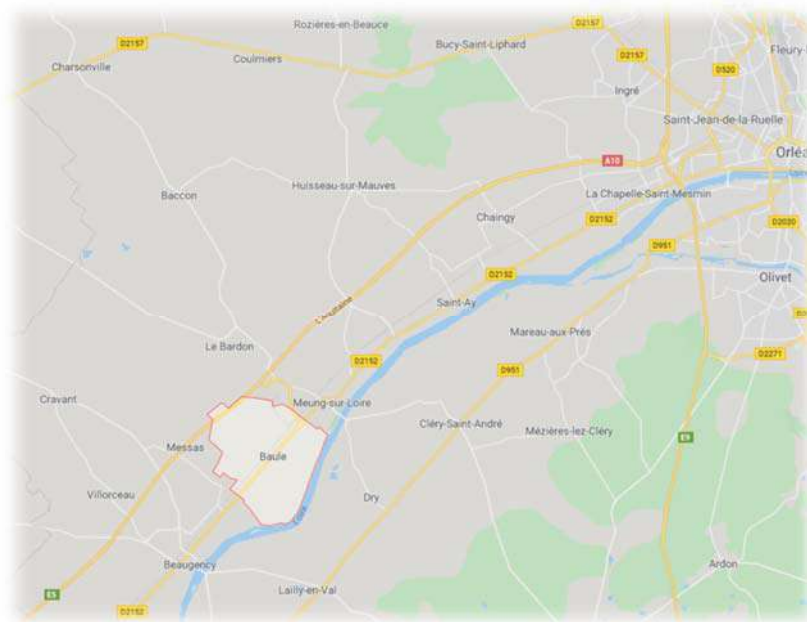 Rozières-en-Beauce
D2157
Bucy-Saint-Liphard
D2157
Charsonville
Coulmiers
D2157
D520
Ingré
Saint-Jean-de-la-Ruelle
A10
Baccon
Huisseau-sur-Mauves
La Chapelle-Saint-Mesmin
Chaingy
D2152
D2020
D951
D2152
Olivet
Saint-Ay
L'Aquitaine
Mareau-aux-Prés
Le Bardon
D2152
D2271
D951
Cravant
Meung-sur-Loire
Cléry-Saint-André
Mézières-lez-Cléry
E9
Messas
Baule
Villorceau
Dry
Loire
Beaugency
Ardon
Lailly-en-Val
E5
D2152